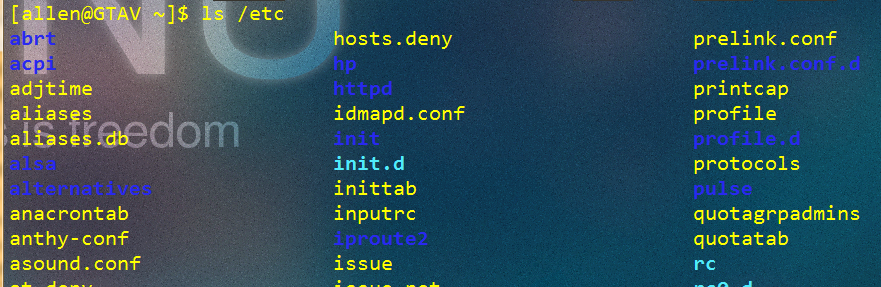 [allen@GTAV ~]$ ls /etc
abrt hosts.deny prelink.conf
acpi hp prelink.conf.d
adjtime httpd printcap
aliases idmapd.conf profile
aliases.db init profile.d
is freedom
alsa init.d protocols
alternatives inittab pulse
anacrontab inputrc quotagrpadmins
anthy-conf iproute2 quotatab
asound.conf issue rc
at.deny issue.net rc0.d